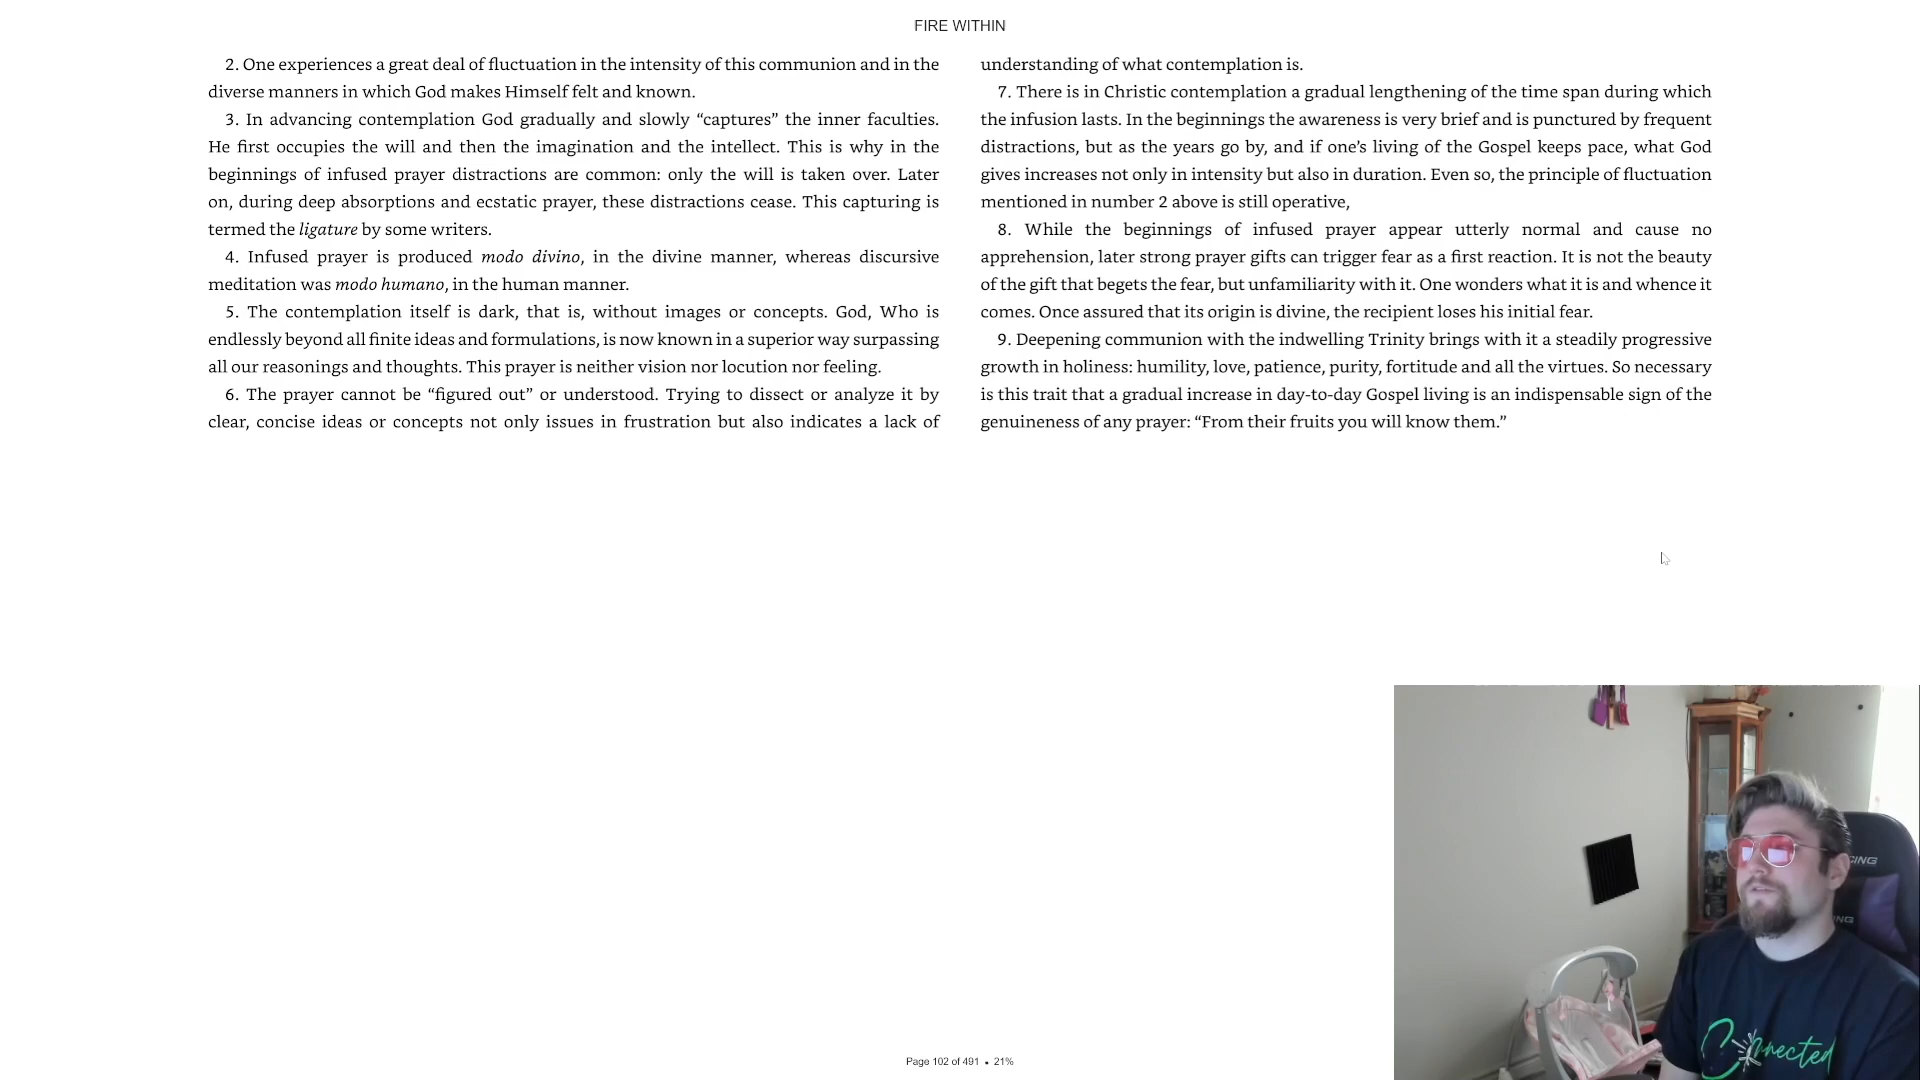 FIRE WITHIN
2. One experiences a great deal of fluctuation in the intensity of this communion and in the
diverse manners in which God makes Himself felt and known.
3. In advancing contemplation God gradually and slowly “captures” the inner faculties.
He first occupies the will and then the imagination and the intellect. This is why in the
beginnings of infused prayer distractions are common: only the will is taken over. Later
on, during deep absorptions and ecstatic prayer, these distractions cease. This capturing is
termed the ligature by some writers.
4. Infused prayer is produced modo divino, in the divine manner, whereas discursive
meditation was modo humano, in the human manner.
5. The contemplation itself is dark, that is, without images or concepts. God, Who is
endlessly beyond all finite ideas and formulations, is now known in a superior way surpassing
all our reasonings and thoughts. This prayer is neither vision nor locution nor feeling.
6. The prayer cannot be “figured out” or understood. Trying to dissect or analyze it by
clear, concise ideas or concepts not only issues in frustration but also indicates a lack of
understanding of what contemplation is.
7. There is in Christic contemplation a gradual lengthening of the time span during which
the infusion lasts. In the beginnings the awareness is very brief and is punctured by frequent
distractions, but as the years go by, and if one’s living of the Gospel keeps pace, what God
gives increases not only in intensity but also in duration. Even so, the principle of fluctuation
mentioned in number 2 above is still operative,
8. While the beginnings of infused prayer appear utterly normal and cause no
apprehension, later strong prayer gifts can trigger fear as a first reaction. It is not the beauty
of the gift that begets the fear, but unfamiliarity with it. One wonders what it is and whence it
comes. Once assured that its origin is divine, the recipient loses his initial fear.
9. Deepening communion with the indwelling Trinity brings with it a steadily progressive
growth in holiness: humility, love, patience, purity, fortitude and all the virtues. So necessary
is this trait that a gradual increase in day-to-day Gospel living is an indispensable sign of the
genuineness of any prayer: “From their fruits you will know them.”
Page 102 of 491 • 21%
CING
NG
Connected